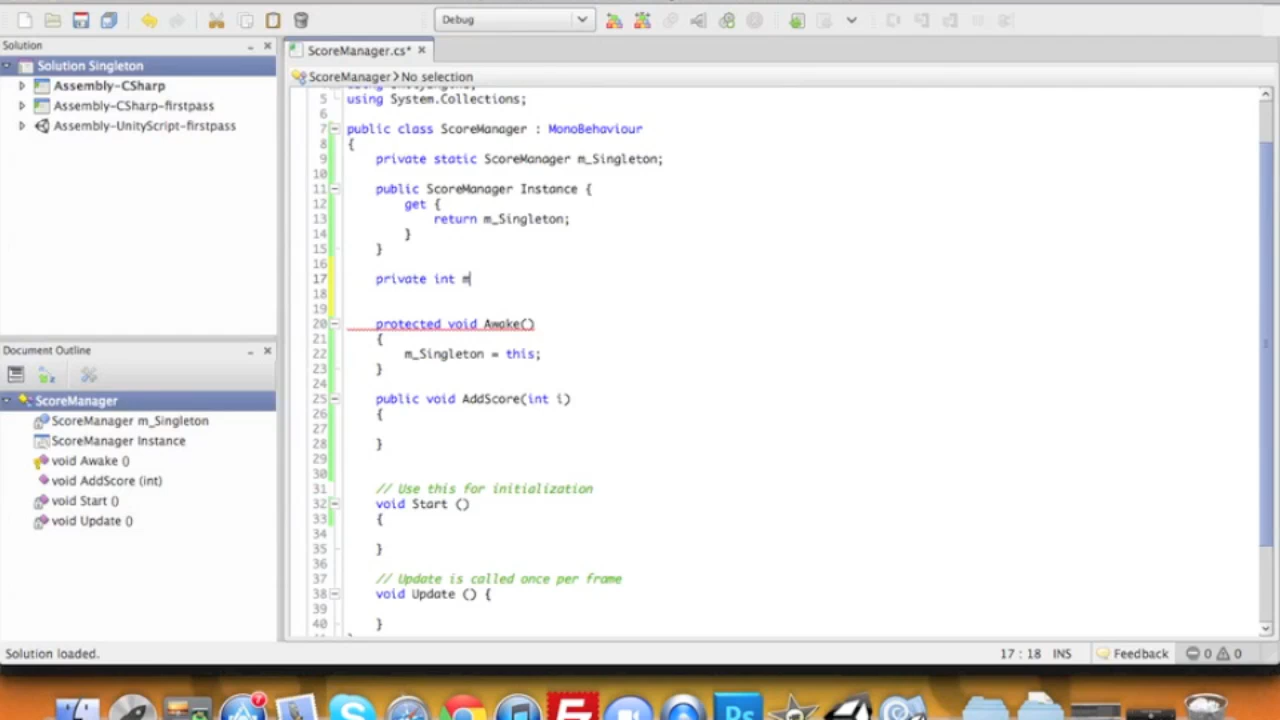 Debug
Solution
Solution Singleton
Assembly-CSharp
Assembly-CSharp-firstpass
Assembly-UnityScript-firstpass
Document Outline
ScoreManager
ScoreManager m_Singleton
ScoreManager Instance
void Awake ()
void AddScore (int)
void Start ()
void Update ()
ScoreManager.cs*
ScoreManager No selection
5 using System.Collections;
6
7 public class ScoreManager : MonoBehaviour
8 {
9 private static ScoreManager m_Singleton;
10
11 public ScoreManager Instance {
12 get {
13 return m_Singleton;
14 }
15 }
16
17 private int m
18
19
20 protected void Awake()
21 {
22 m_Singleton = this;
23 }
24
25 public void AddScore(int i)
26 {
27
28 }
29
30
31 // Use this for initialization
32 void Start ()
33 {
34
35 }
36
37 // Update is called once per frame
38 void Update () {
39
40 }
Solution loaded.
17 : 18 INS Feedback 0 0
7
Ps